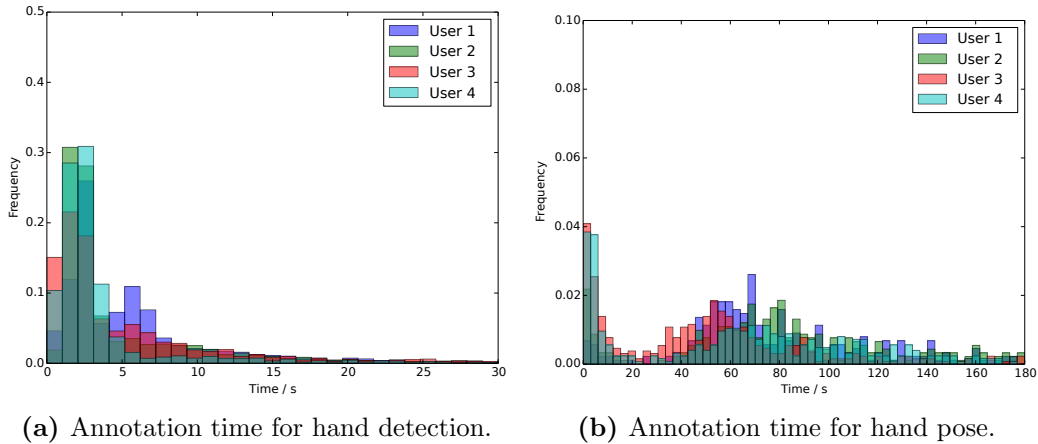 0.5
0.4
0.3
0.2
0.1
0.0
Frequency
0 5 10 15 20 25 30
Time / s
User 1
User 2
User 3
User 4
(a) Annotation time for hand detection.
0.10
0.08
0.06
0.04
0.02
0.00
Frequency
0 20 40 60 80 100 120 140 160 180
Time / s
User 1
User 2
User 3
User 4
(b) Annotation time for hand pose.